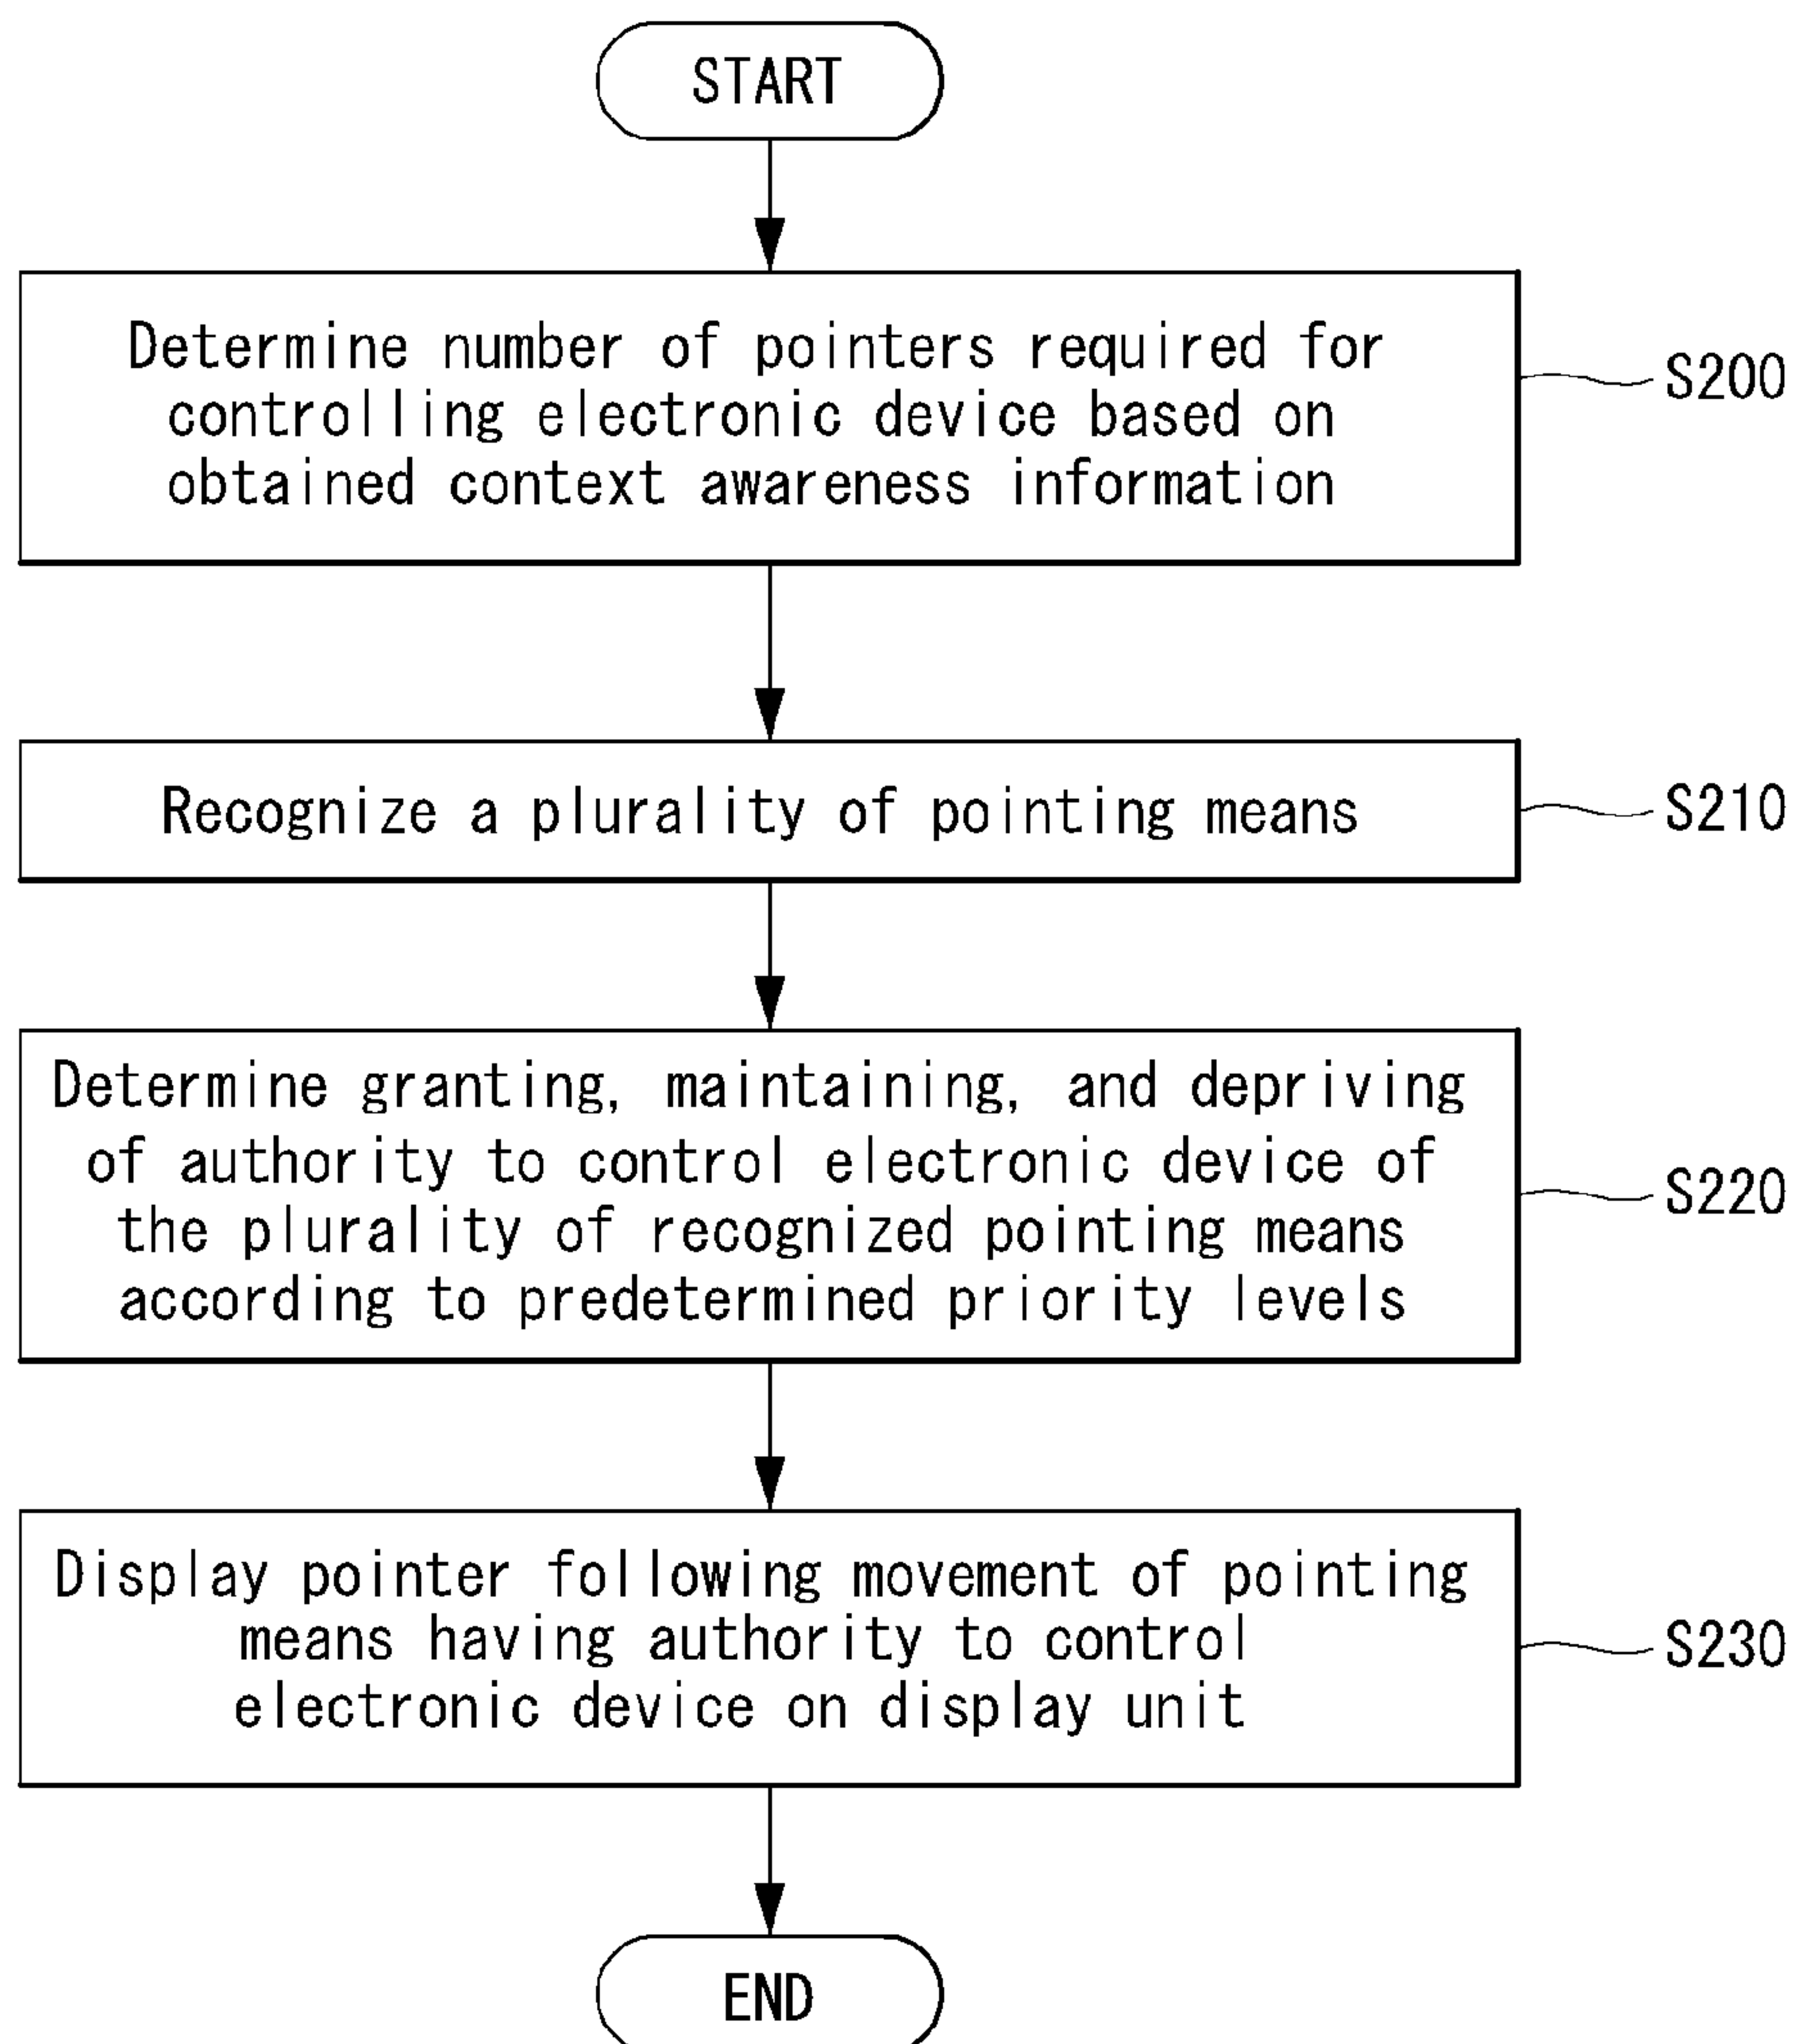 START
Determine number of pointers required for
controlling electronic device based on
obtained context awareness information
S200
Recognize a plurality of pointing means
S210
Determine granting, maintaining, and depriving
of authority to control electronic device of
the plurality of recognized pointing means
according to predetermined priority levels
S220
Display pointer following movement of pointing
means having authority to control
electronic device on display unit
S230
END